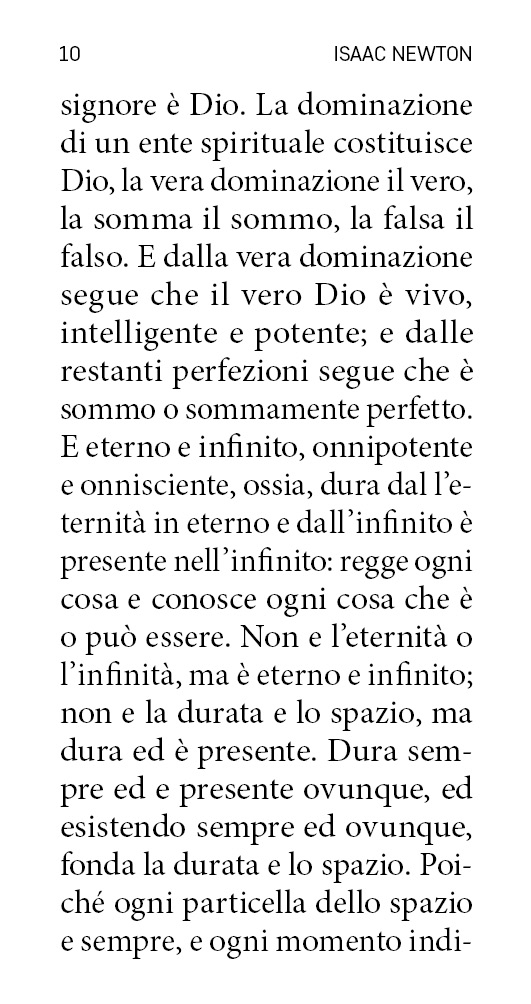 10 ISAAC NEWTON
signore è Dio. La dominazione
di un ente spirituale costituisce
Dio, la vera dominazione il vero,
la somma il sommo, la falsa il
falso. E dalla vera dominazione
segue che il vero Dio è vivo,
intelligente e potente; e dalle
restanti perfezioni segue che è
sommo o sommamente perfetto.
E eterno e infinito, onnipotente
e onnisciente, ossia, dura dal l'e-
ternità in eterno e dall'infinito è
presente nell'infinito: regge ogni
cosa e conosce ogni cosa che è
o può essere. Non e l'eternità o
l'infinità, ma è eterno e infinito;
non e la durata e lo spazio, ma
dura ed è presente. Dura sem-
pre ed e presente ovunque, ed
esistendo sempre ed ovunque,
fonda la durata e lo spazio. Poi-
ché ogni particella dello spazio
e sempre, e ogni momento indi-